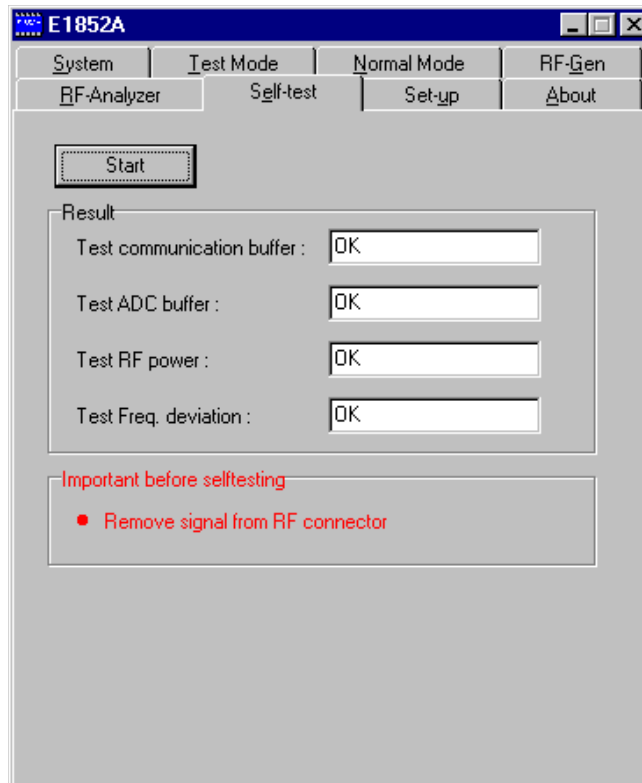 E1852A
System Test Mode Normal Mode RF-Gen
RF-Analyzer Self-test Set-up About
Start
Result
Test communication buffer : OK
Test ADC buffer : OK
Test RF power : OK
Test Freq. deviation : OK
Important before selftesting
• Remove signal from RF connector